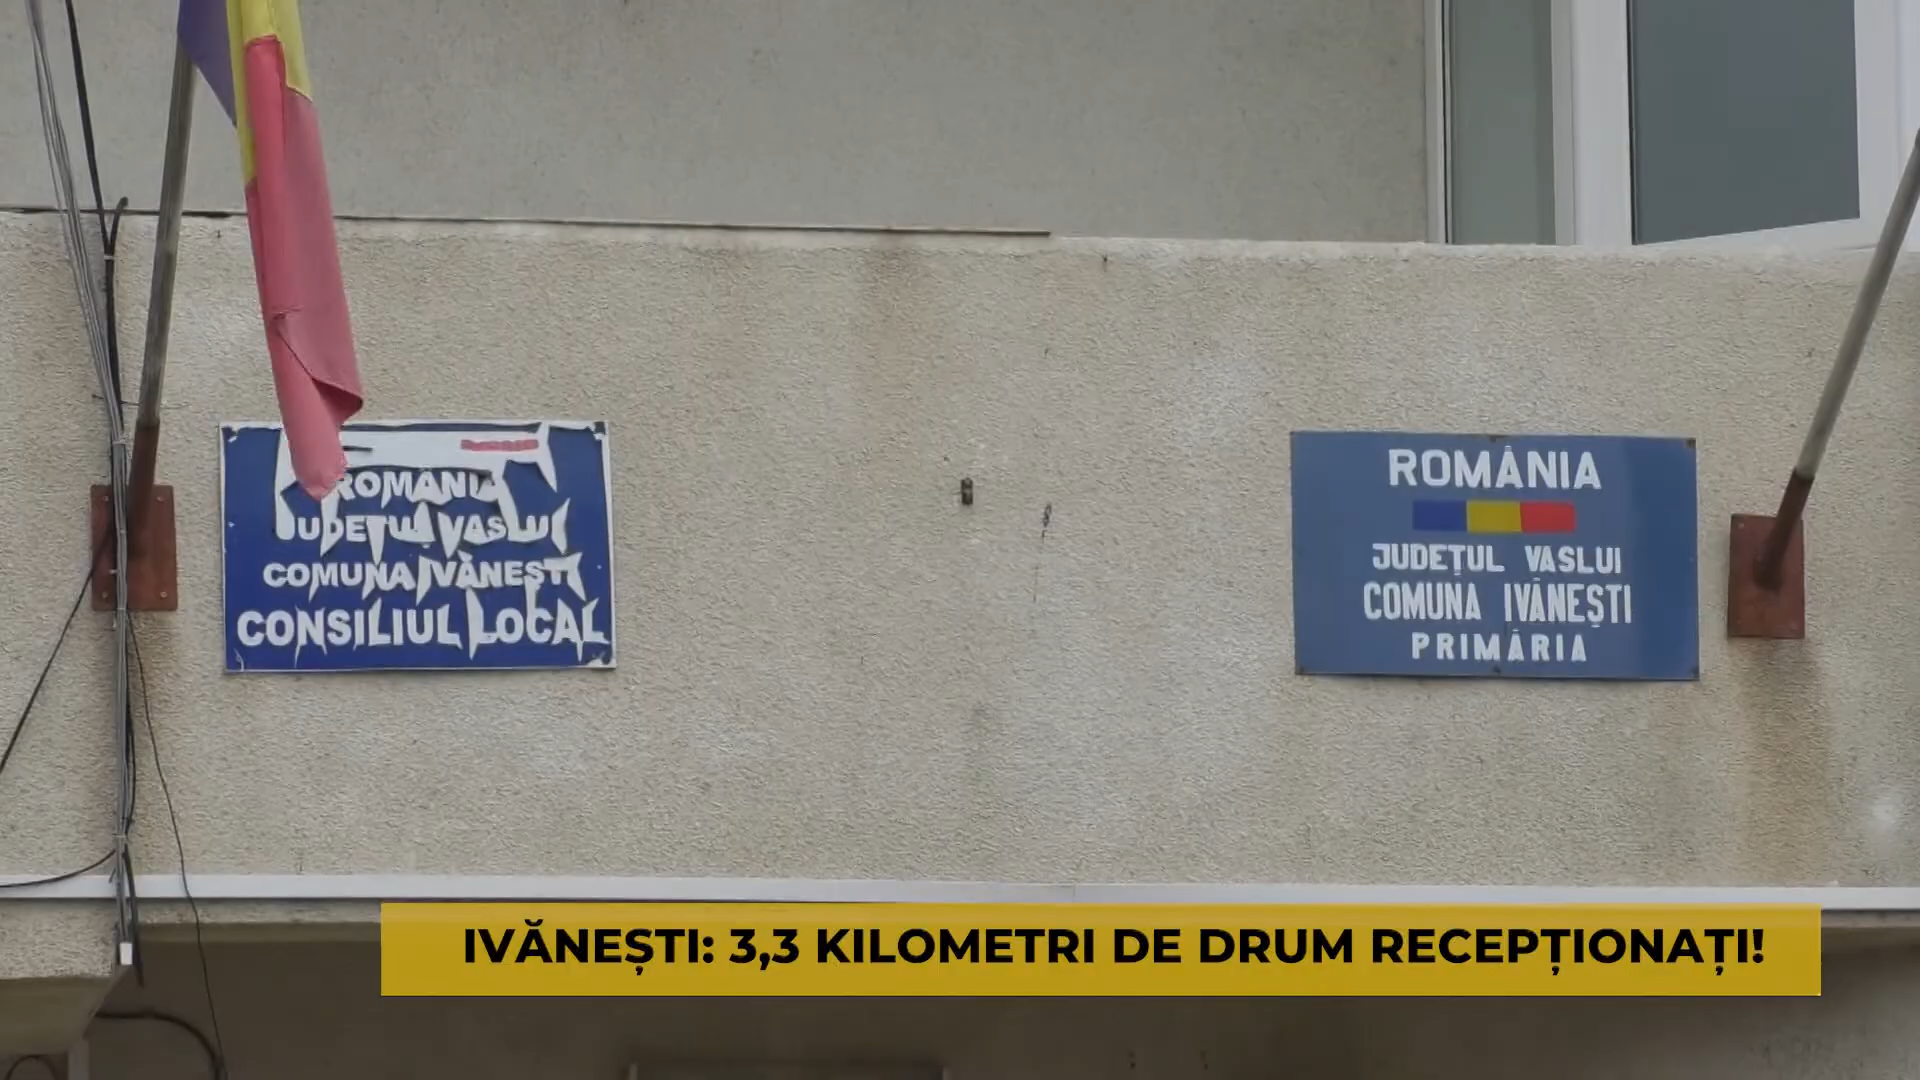 ROMÂNIA
JUDEȚUL VASLUI
COMUNA IVĂNEȘTI
CONSILIUL LOCAL
ROMÂNIA
JUDEȚUL VASLUI
COMUNA IVĂNEȘTI
PRIMĂRIA
IVĂNEȘTI: 3,3 KILOMETRI DE DRUM RECEPȚIONAȚI!